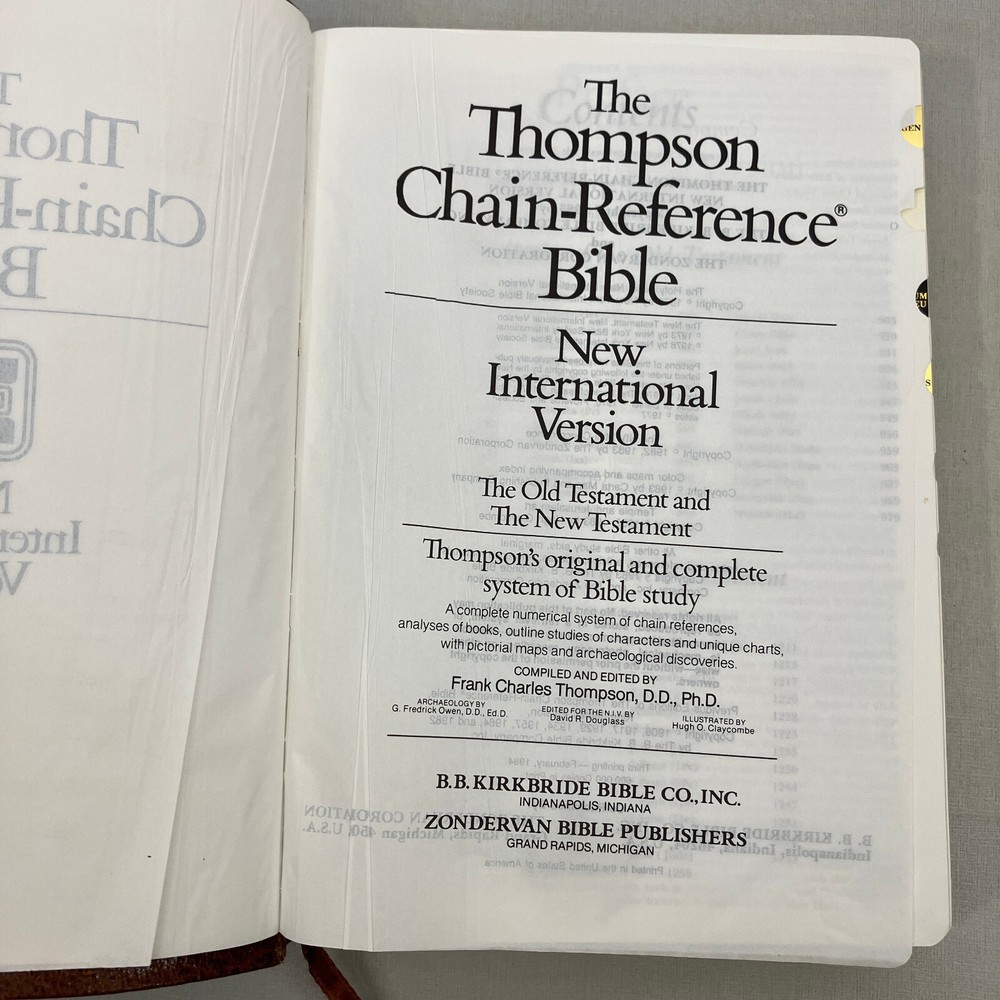 The
Thompson
Chain-Reference®
Bible
New
International
Version
The Old Testament and
The New Testament
Thompson's original and complete
system of Bible study
A complete numerical system of chain references,
analyses of books, outline studies of characters and unique charts,
with pictorial maps and archaeological discoveries.
COMPILED AND EDITED BY
Frank Charles Thompson, D.D., Ph.D.
ARCHAEOLOGY BY
G. Fredrick Owen, D.D., Ed.D.
EDITED FOR THE N.I.V. BY
David R. Douglass
ILLUSTRATED BY
Hugh O. Claycombe
B.B. KIRKBRIDE BIBLE CO., INC.
INDIANAPOLIS, INDIANA
ZONDERVAN BIBLE PUBLISHERS
GRAND RAPIDS, MICHIGAN
GEN